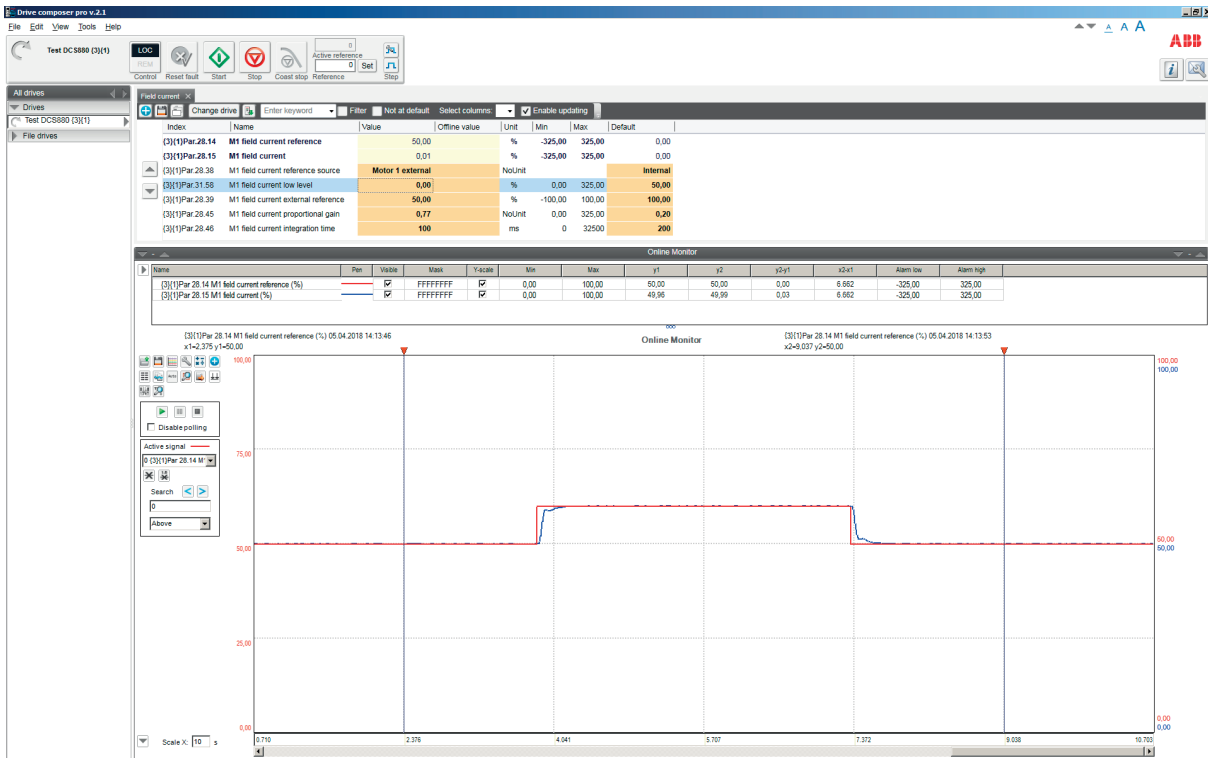 Drive composer pro v.2.1
File Edit View Tools Help
A A A
ABB
Test DCS880 {3}{1}
LOC
REM
0
Active reference
0 Set
Control Reset fault Start Stop Coast stop Reference Step
All drives
Drives
Test DCS880 {3}{1}
File drives
Field current
Change drive Enter keyword Filter Not at default Select columns: Enable updating
Index Name Value Offline value Unit Min Max Default
{3}{1}Par.28.14 M1 field current reference 50,00 % -325,00 325,00 0,00
{3}{1}Par.28.15 M1 field current 0,01 % -325,00 325,00 0,00
{3}{1}Par.28.38 M1 field current reference source Motor 1 external NoUnit Internal
{3}{1}Par.31.58 M1 field current low level 0,00 % 0,00 325,00 50,00
{3}{1}Par.28.39 M1 field current external reference 50,00 % -100,00 100,00 100,00
{3}{1}Par.28.45 M1 field current proportional gain 0,77 NoUnit 0,00 325,00 0,20
{3}{1}Par.28.46 M1 field current integration time 100 ms 0 32500 200
Online Monitor
Name Pen Visible Mask Y-scale Min Max y1 y2 y2-y1 x2-x1 Alarm low Alarm high
{3}{1}Par 28.14 M1 field current reference (%) FFFFFFFF 0,00 100,00 50,00 50,00 0,00 6.662 -325,00 325,00
{3}{1}Par 28.15 M1 field current (%) FFFFFFFF 0,00 100,00 49,96 49,99 0,03 6.662 -325,00 325,00
{3}{1}Par 28.14 M1 field current reference (%) 05.04.2018 14:13:46
x1=2,375 y1=50,00
Online Monitor
{3}{1}Par 28.14 M1 field current reference (%) 05.04.2018 14:13:53
x2=9,037 y2=50,00
Disable polling
Active signal
0 {3}{1}Par 28.14 M1
Search
0
Above
100,00
75,00
50,00
25,00
0,00
100,00
100,00
50,00
50,00
0,00
0,00
Scale X: 10 s
0.710 2.376 4.041 5.707 7.372 9.038 10.703